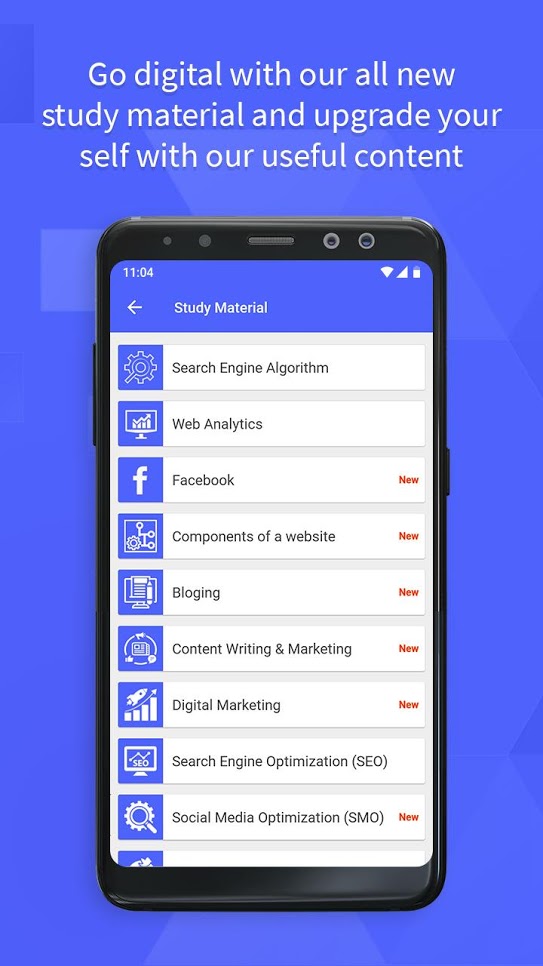 Go digital with our all new
study material and upgrade your
self with our useful content
11:04
Study Material
Search Engine Algorithm
Web Analytics
Facebook New
Components of a website New
Bloging New
Content Writing & Marketing New
Digital Marketing New
SEO Search Engine Optimization (SEO)
Social Media Optimization (SMO) New